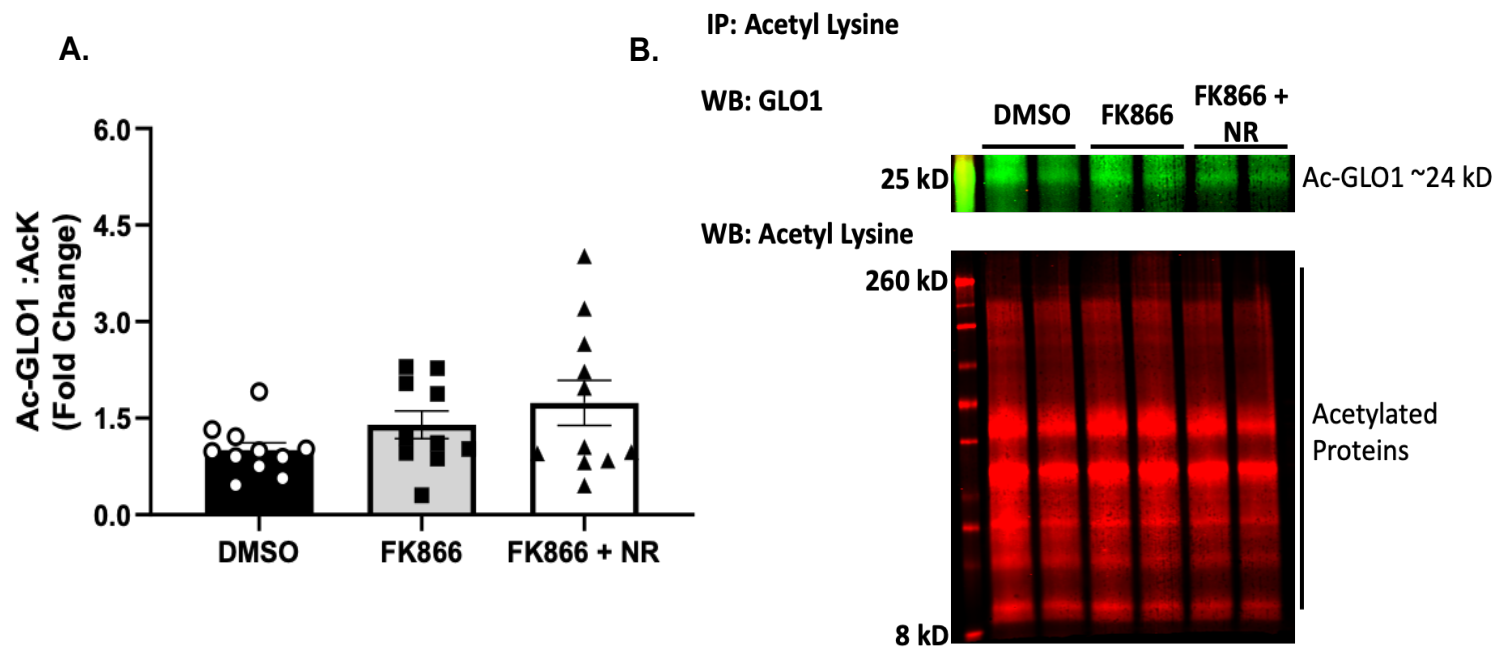 A.
6.0
4.5
3.0
1.5
0.0
Ac-GLO1 :AcK
(Fold Change)
DMSO
FK866
FK866 + NR
B.
IP: Acetyl Lysine
WB: GLO1
DMSO
FK866
FK866 +
NR
25 kD
Ac-GLO1 ~24 kD
WB: Acetyl Lysine
260 kD
Acetylated
Proteins
8 kD